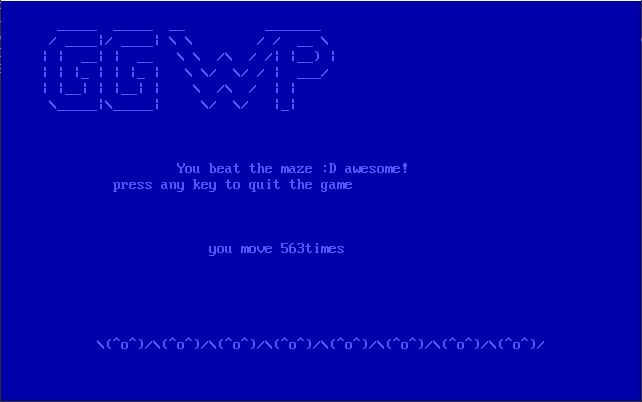 GGWP
You beat the maze :D awesome!
press any key to quit the game
you move 563times
\(^o^)/\(^o^)/\(^o^)/\(^o^)/\(^o^)/\(^o^)/\(^o^)/\(^o^)/